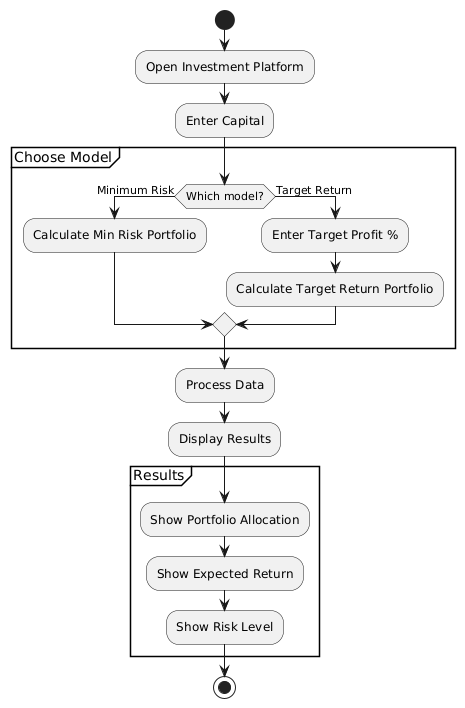 Open Investment Platform
Enter Capital
Choose Model
Minimum Risk
Which model?
Target Return
Calculate Min Risk Portfolio
Enter Target Profit %
Calculate Target Return Portfolio
Process Data
Display Results
Results
Show Portfolio Allocation
Show Expected Return
Show Risk Level